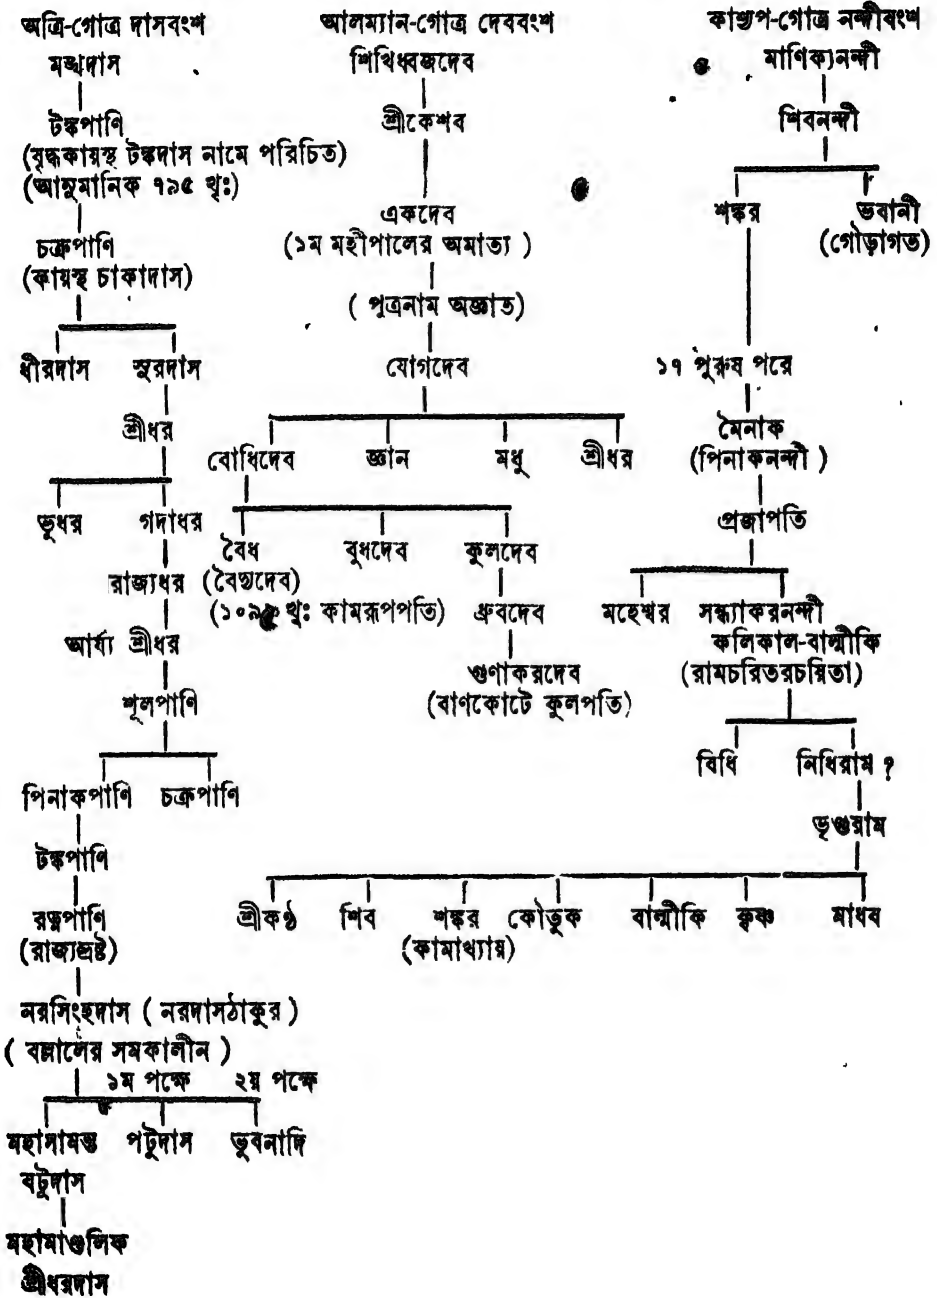 অত্রি-গোত্র দাসবংশ
মঙ্খদাস
টঙ্কপাণি
(বৃদ্ধকায়স্থ টঙ্কদাস নামে পরিচিত)
(আনুমানিক ৭৯৫ খৃঃ)
চক্রপাণি
(কায়স্থ চাকাদাস)
ধীরদাস সুরদাস
শ্রীধর
ভূধর গদাধর
রাজ্যধর
আর্য্য শ্রীধর
শূলপাণি
পিনাকপাণি চক্রপাণি
টঙ্কপাণি
রত্নপাণি
(রাজ্যভ্রষ্ট)
নরসিংহদাস ( নরদাসঠাকুর )
( বল্লালের সমকালীন )
১ম পক্ষে ২য় পক্ষে
মহাসামন্ত পটুদাস ভুবনাদি
বটুদাস
মহামাণ্ডলিক
শ্রীধরদাস
আলম্যান-গোত্র দেববংশ
শিখিধ্বজদেব
শ্রীকেশব
একদেব
(১ম মহীপালের অমাত্য )
( পুত্রনাম অজ্ঞাত)
যোগদেব
বোধিদেব জ্ঞান মধু শ্রীধর
বৈধ বুধদেব কুলদেব
(বৈদ্যদেব)
খৃঃ কামরূপপতি) ধ্রুবদেব
গুণাকরদেব
(বাণকোটে কুলপতি)
কাশ্যপ-গোত্র নন্দীবংশ
মাণিক্যনন্দী
শিবনন্দী
শঙ্কর ভবানী
(গৌড়াগত)
১৭ পুরুষ পরে
মৈনাক
(পিনাকনন্দী )
প্রজাপতি
মহেশ্বর সন্ধ্যাকরনন্দী
কলিকাল-বাল্মীকি
(রামচরিতরচয়িতা)
বিধি নিধিরাম ?
ভৃগুরাম
শ্রীকণ্ঠ শিব শঙ্কর কৌতুক বাল্মীকি কৃষ্ণ মাধব
(কামাখ্যায়)